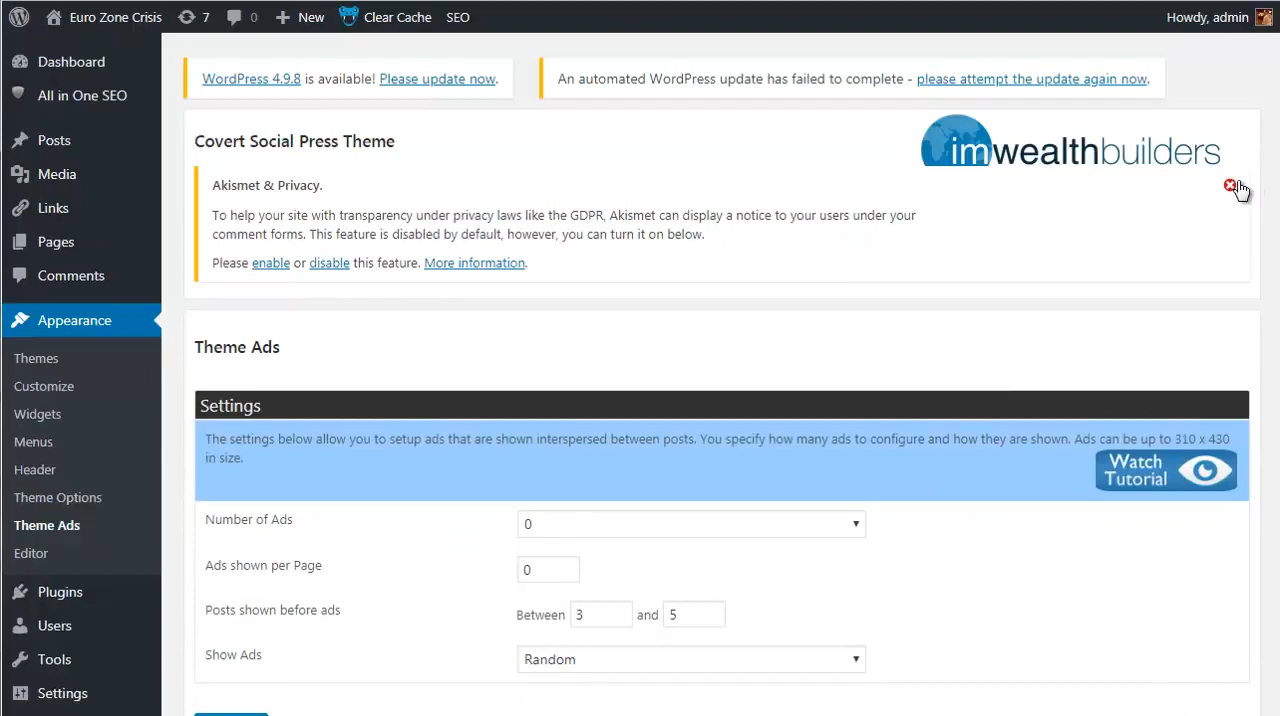 Euro Zone Crisis 7 0 New Clear Cache SEO Howdy, admin
Dashboard
All in One SEO
Posts
Media
Links
Pages
Comments
Appearance
Themes
Customize
Widgets
Menus
Header
Theme Options
Theme Ads
Editor
Plugins
Users
Tools
Settings
WordPress 4.9.8 is available! Please update now.
An automated WordPress update has failed to complete - please attempt the update again now.
Covert Social Press Theme
imwealthbuilders
Akismet & Privacy.
To help your site with transparency under privacy laws like the GDPR, Akismet can display a notice to your users under your
comment forms. This feature is disabled by default, however, you can turn it on below.
Please enable or disable this feature. More information.
Theme Ads
Settings
The settings below allow you to setup ads that are shown interspersed between posts. You specify how many ads to configure and how they are shown. Ads can be up to 310 x 430
in size.
Watch
Tutorial
Number of Ads 0
Ads shown per Page 0
Posts shown before ads Between 3 and 5
Show Ads Random